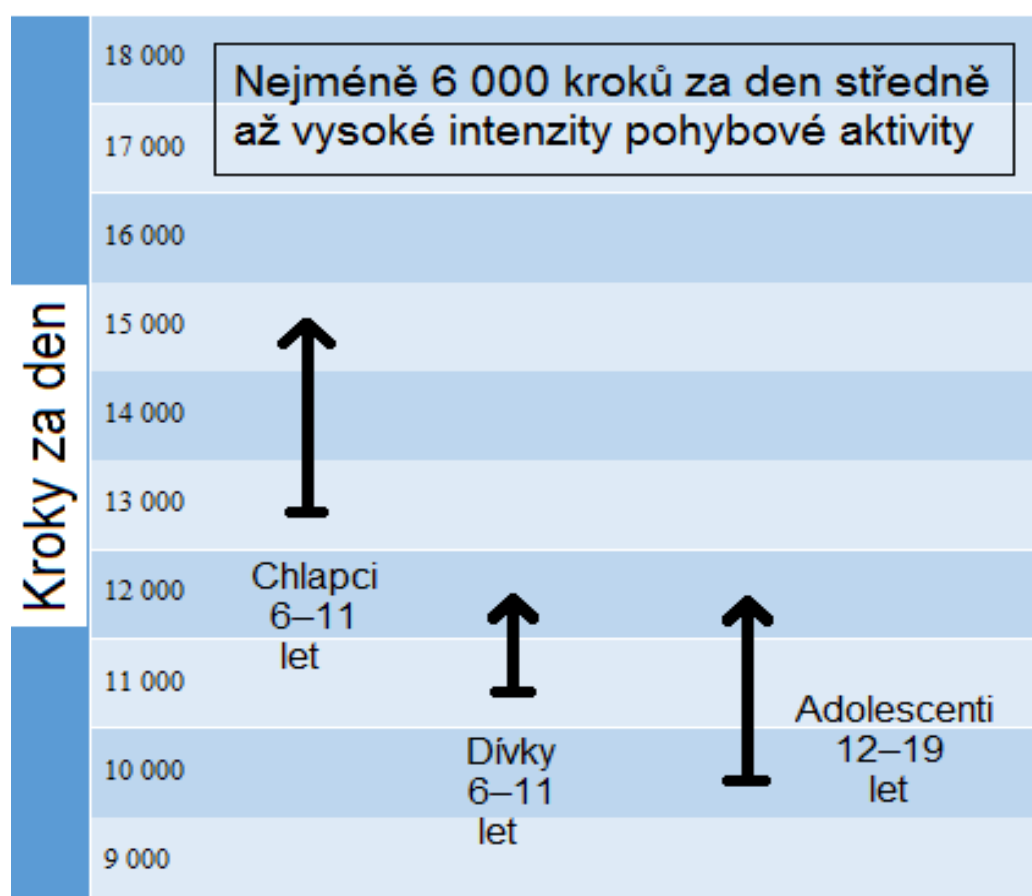 18 000
Nejméně 6 000 kroků za den středně
až vysoké intenzity pohybové aktivity
17 000
16 000
15 000
14 000
13 000
12 000
11 000
10 000
9 000
Kroky za den
Chlapci
6–11
let
Dívky
6–11
let
Adolescenti
12–19
let